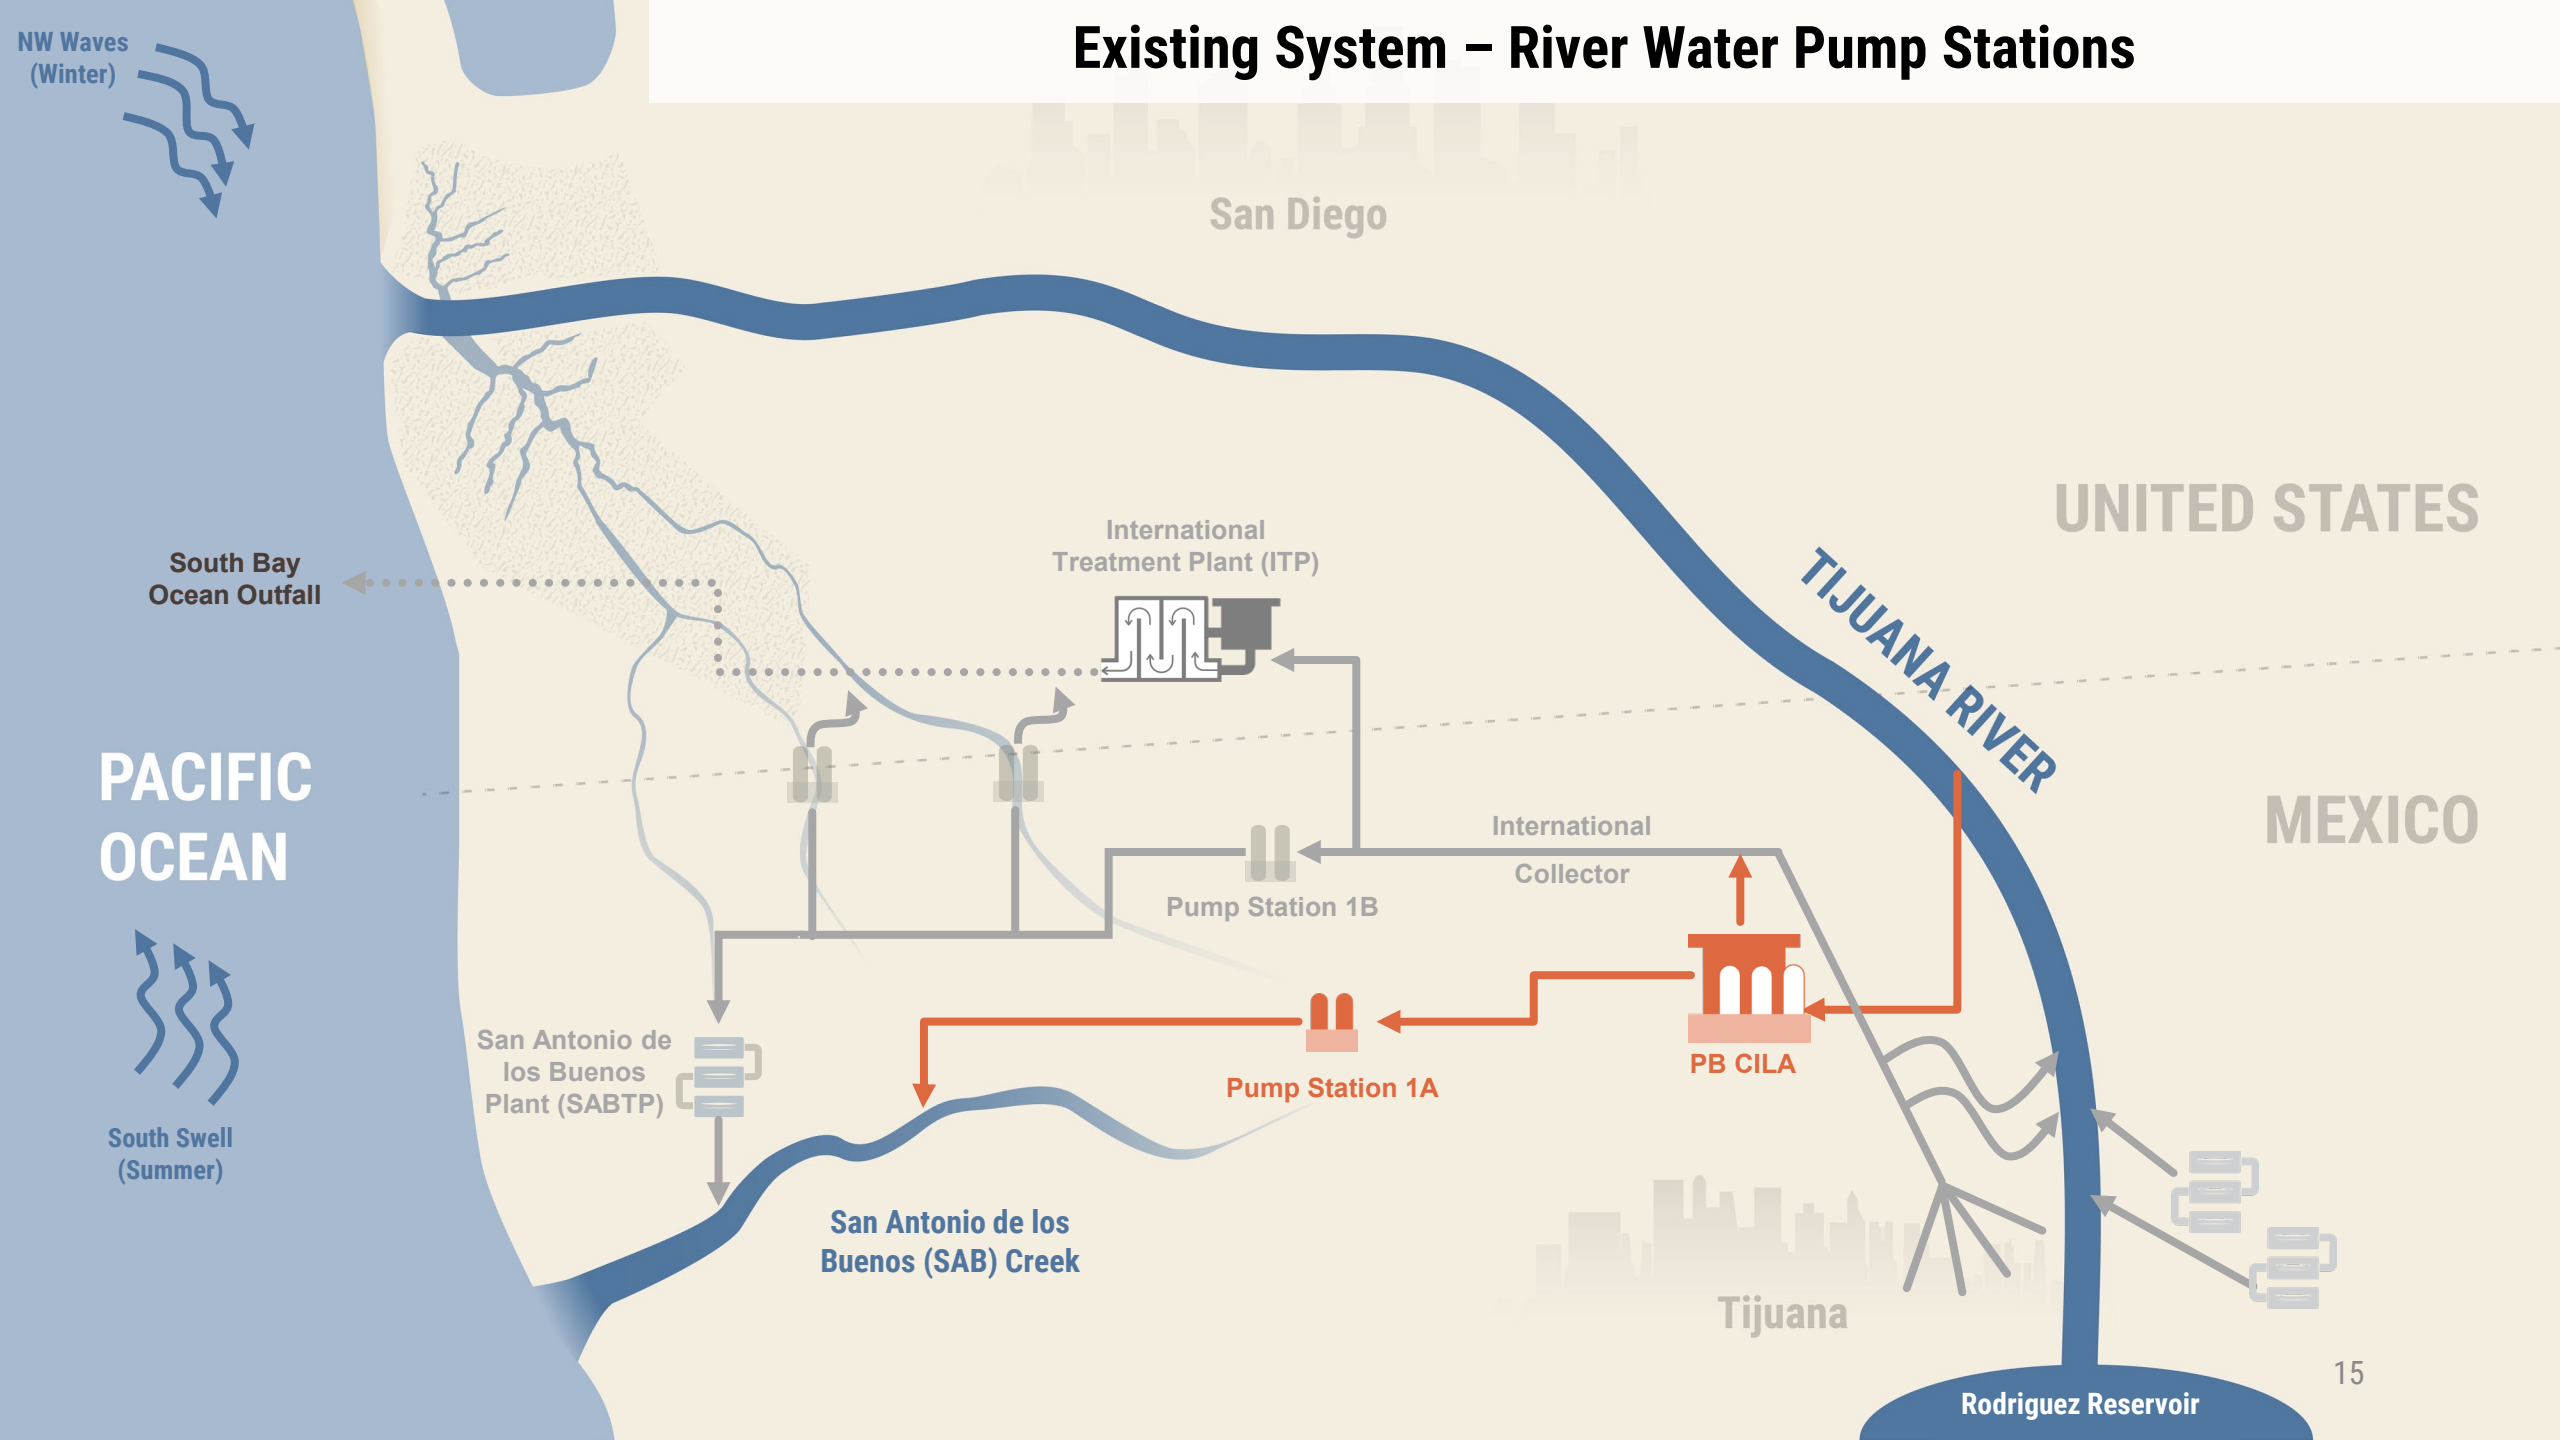 Existing System – River Water Pump Stations
NW Waves
(Winter)
San Diego
UNITED STATES
International
Treatment Plant (ITP)
South Bay
Ocean Outfall
TIJUANA RIVER
PACIFIC
OCEAN
MEXICO
International
Collector
Pump Station 1B
San Antonio de
los Buenos
Plant (SABTP)
PB CILA
Pump Station 1A
South Swell
(Summer)
San Antonio de los
Buenos (SAB) Creek
Tijuana
15
Rodriguez Reservoir